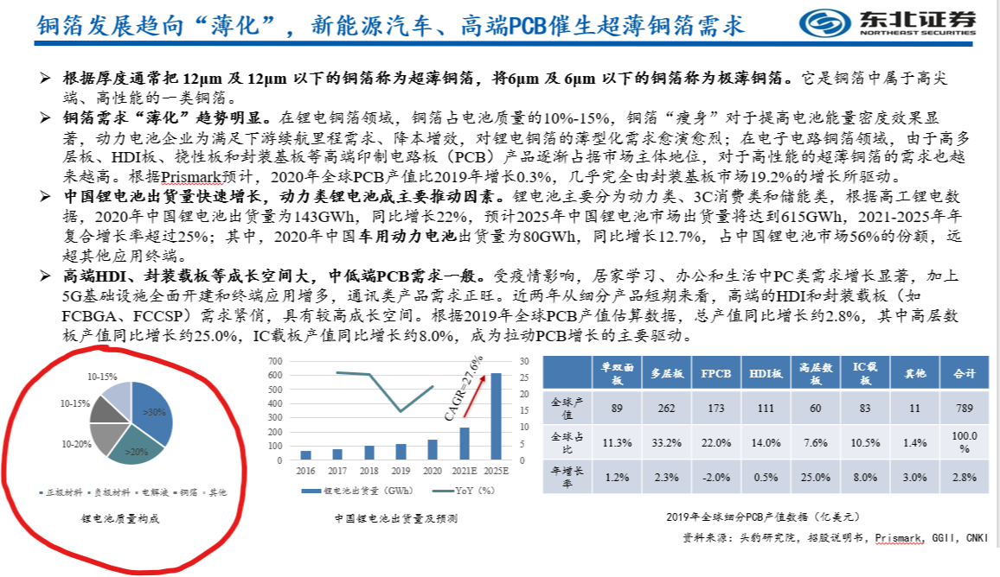 铜箔发展趋向“薄化”，新能源汽车、高端PCB催生超薄铜箔需求
东北证券
NORTHEAST SECURITIES
➢ 根据厚度通常把 12μm 及 12μm 以下的铜箔称为超薄铜箔，将6μm 及 6μm 以下的铜箔称为极薄铜箔。它是铜箔中属于高尖
端、高性能的一类铜箔。
➢ 铜箔需求“薄化”趋势明显。在锂电铜箔领域，铜箔占电池质量的10%-15%，铜箔“瘦身”对于提高电池能量密度效果显
著，动力电池企业为满足下游续航里程需求、降本增效，对锂电铜箔的薄型化需求愈演愈烈；在电子电路铜箔领域，由于高多
层板、HDI板、挠性板和封装基板等高端印制电路板（PCB）产品逐渐占据市场主体地位，对于高性能的超薄铜箔的需求也越
来越高。根据Prismark预计，2020年全球PCB产值比2019年增长0.3%，几乎完全由封装基板市场19.2%的增长所驱动。
➢ 中国锂电池出货量快速增长，动力类锂电池成主要推动因素。锂电池主要分为动力类、3C消费类和储能类，根据高工锂电数
据，2020年中国锂电池出货量为143GWh，同比增长22%，预计2025年中国锂电池市场出货量将达到615GWh，2021-2025年年
复合增长率超过25%；其中，2020年中国车用动力电池出货量为80GWh，同比增长12.7%，占中国锂电池市场56%的份额，远
超其他应用终端。
➢ 高端HDI、封装载板等成长空间大，中低端PCB需求一般。受疫情影响，居家学习、办公和生活中PC类需求增长显著，加上
5G基础设施全面开建和终端应用增多，通讯类产品需求正旺。近两年从细分产品短期来看，高端的HDI和封装载板（如
FCBGA、FCCSP）需求紧俏，具有较高成长空间。根据2019年全球PCB产值估算数据，总产值同比增长约2.8%，其中高层数
板产值同比增长约25.0%，IC载板产值同比增长约8.0%，成为拉动PCB增长的主要驱动。
10-15%
10-15%
10-20%
>30%
>20%
正极材料 负极材料 电解液 铜箔 其他
锂电池质量构成
700 30
600 25
500 20
400 15
300
200 10
100 5
0 0
CAGR=27.6%
2016 2017 2018 2019 2020 2021E 2025E
锂电池出货量（GWh） YoY（%）
中国锂电池出货量及预测
单双面板 多层板 FPCB HDI板 高层数板 IC载板 其他 合计
全球产值 89 262 173 111 60 83 11 789
全球占比 11.3% 33.2% 22.0% 14.0% 7.6% 10.5% 1.4% 100.0%
年增长率 1.2% 2.3% -2.0% 0.5% 25.0% 8.0% 3.0% 2.8%
2019年全球细分PCB产值数据（亿美元）
资料来源：头豹研究院，招股说明书，Prismark，GGII，CNKI